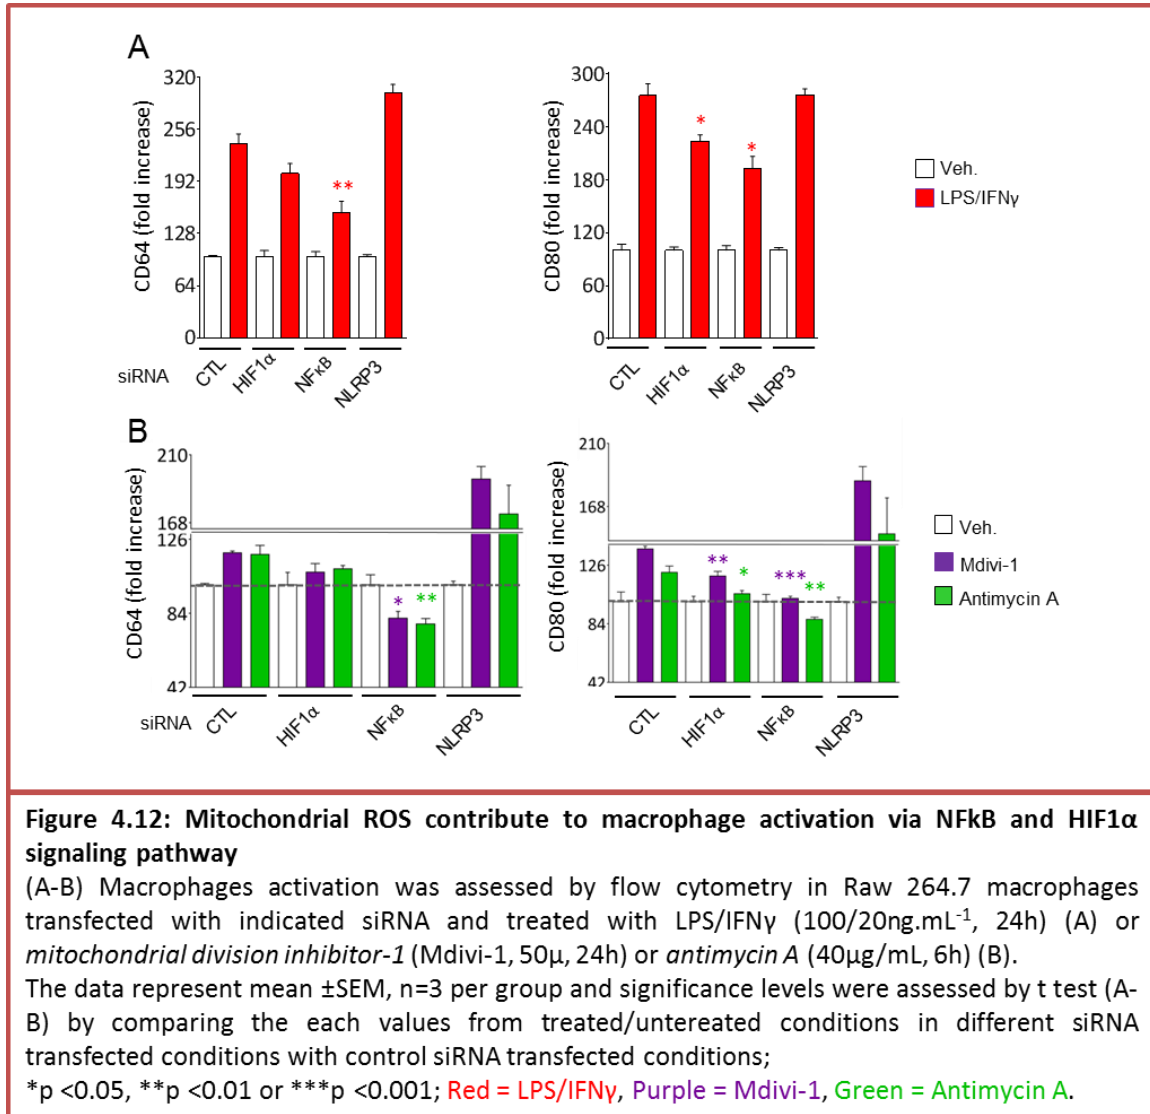 A
CD64 (fold increase)
320
256
192
128
64
0
**
siRNA
CTL
HIF1α
NFκB
NLRP3
CD80 (fold increase)
300
240
180
120
60
0
*
*
CTL
HIF1α
NFκB
NLRP3
Veh.
LPS/IFNγ
B
CD64 (fold increase)
210
168
126
84
42
*
**
siRNA
CTL
HIF1α
NFκB
NLRP3
CD80 (fold increase)
210
168
126
84
42
**
*
***
**
CTL
HIF1α
NFκB
NLRP3
Veh.
Mdivi-1
Antimycin A
Figure 4.12: Mitochondrial ROS contribute to macrophage activation via NFkB and HIF1α
signaling pathway
(A-B) Macrophages activation was assessed by flow cytometry in Raw 264.7 macrophages
transfected with indicated siRNA and treated with LPS/IFNγ (100/20ng.mL⁻¹, 24h) (A) or
mitochondrial division inhibitor-1 (Mdivi-1, 50μ, 24h) or antimycin A (40μg/mL, 6h) (B).
The data represent mean ±SEM, n=3 per group and significance levels were assessed by t test (A-
B) by comparing the each values from treated/untereated conditions in different siRNA
transfected conditions with control siRNA transfected conditions;
*p <0.05, **p <0.01 or ***p <0.001; Red = LPS/IFNγ, Purple = Mdivi-1, Green = Antimycin A.